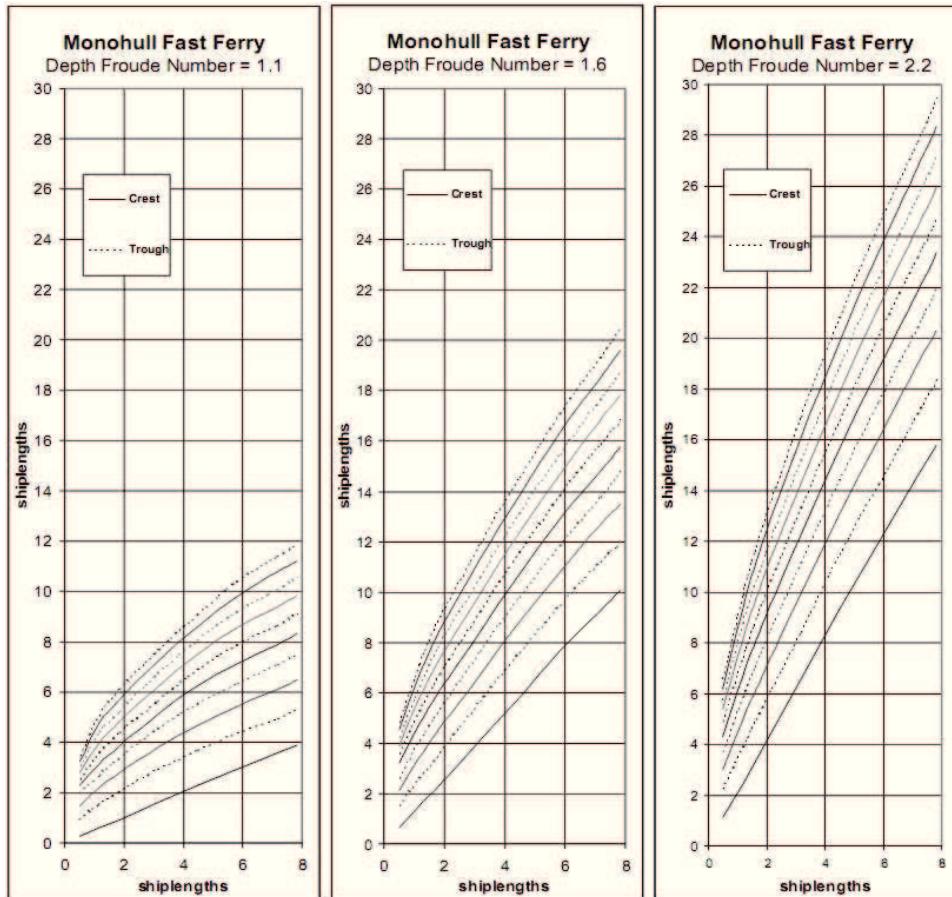 Monohull Fast Ferry
Depth Froude Number = 1.1
30
28
26
24
22
20
18
16
14
12
10
8
6
4
2
0
shiplengths
Crest
Trough
0 2 4 6 8
shiplengths
Monohull Fast Ferry
Depth Froude Number = 1.6
30
28
26
24
22
20
18
16
14
12
10
8
6
4
2
0
shiplengths
Crest
Trough
0 2 4 6 8
shiplengths
Monohull Fast Ferry
Depth Froude Number = 2.2
30
28
26
24
22
20
18
16
14
12
10
8
6
4
2
0
shiplengths
Crest
Trough
0 2 4 6 8
shiplengths